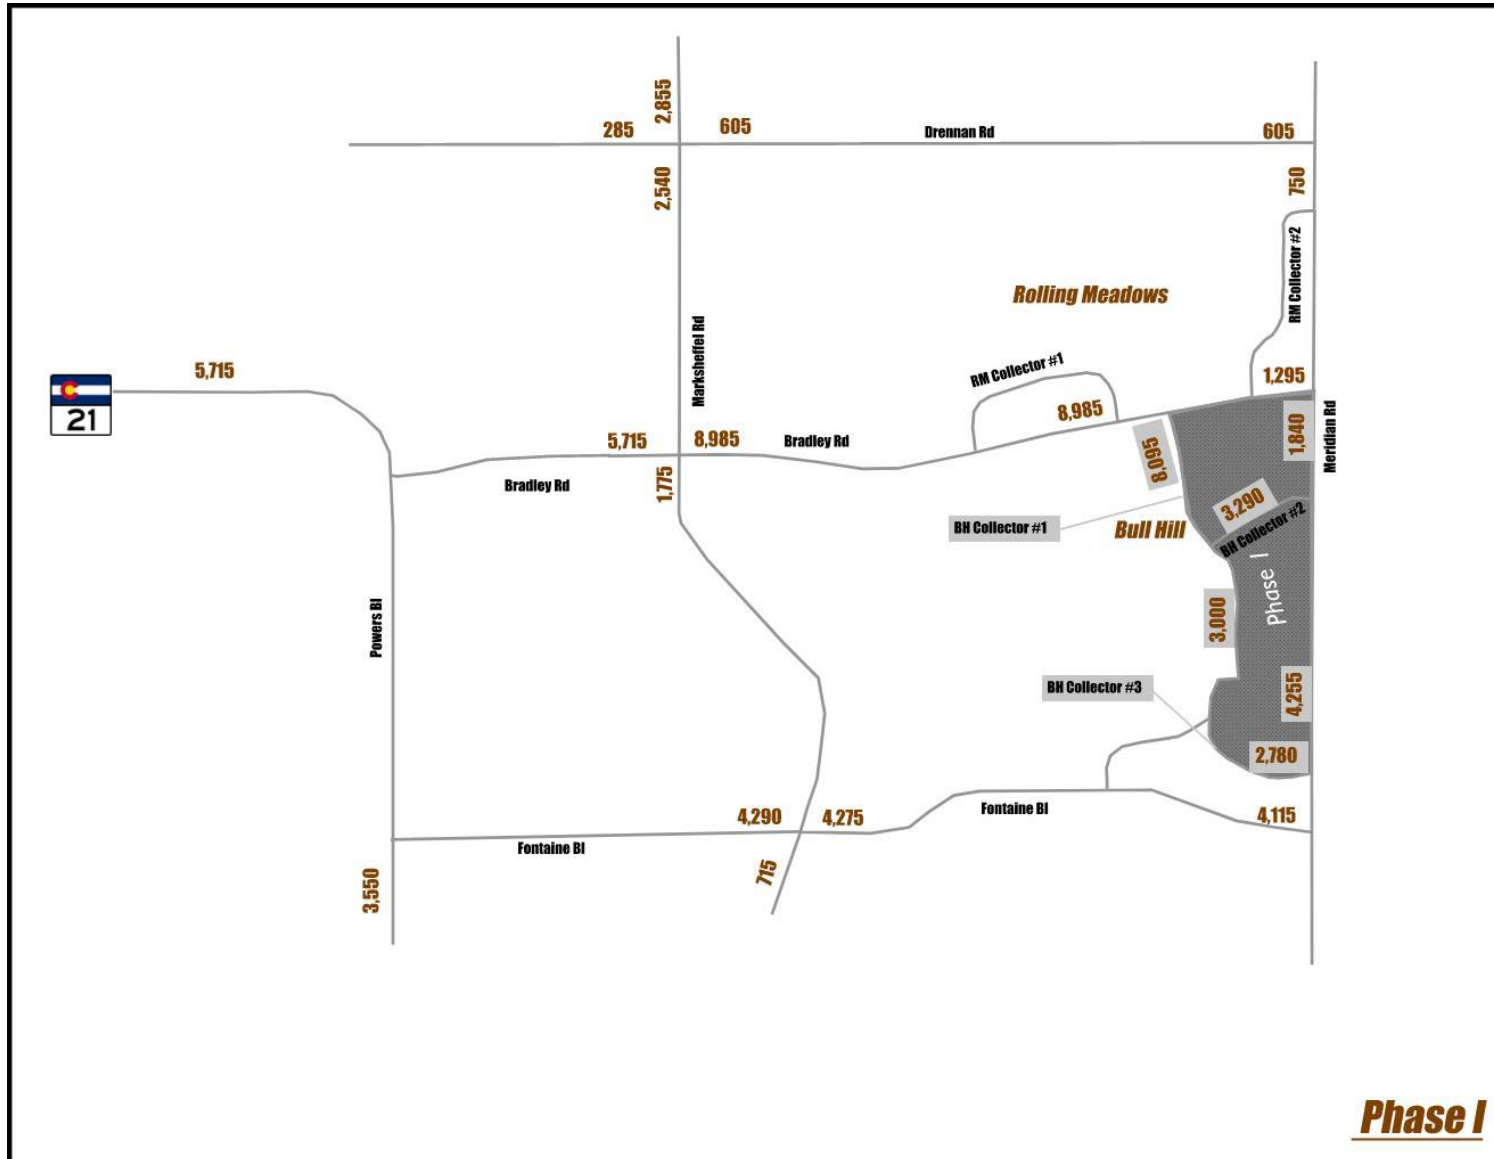 2,855
285
605
Drennan Rd
605
2,540
750
RM Collector #2
Rolling Meadows
Marksheffel Rd
RM Collector #1
5,715
21
1,295
8,985
5,715
8,985
Bradley Rd
1,840
Meridian Rd
8,095
Bradley Rd
1,775
3,290
BH Collector #1
Bull Hill
BH Collector #2
Phase I
Powers Bl
3,000
BH Collector #3
4,255
2,780
4,290
4,275
Fontaine Bl
4,115
Fontaine Bl
715
3,550
Phase I